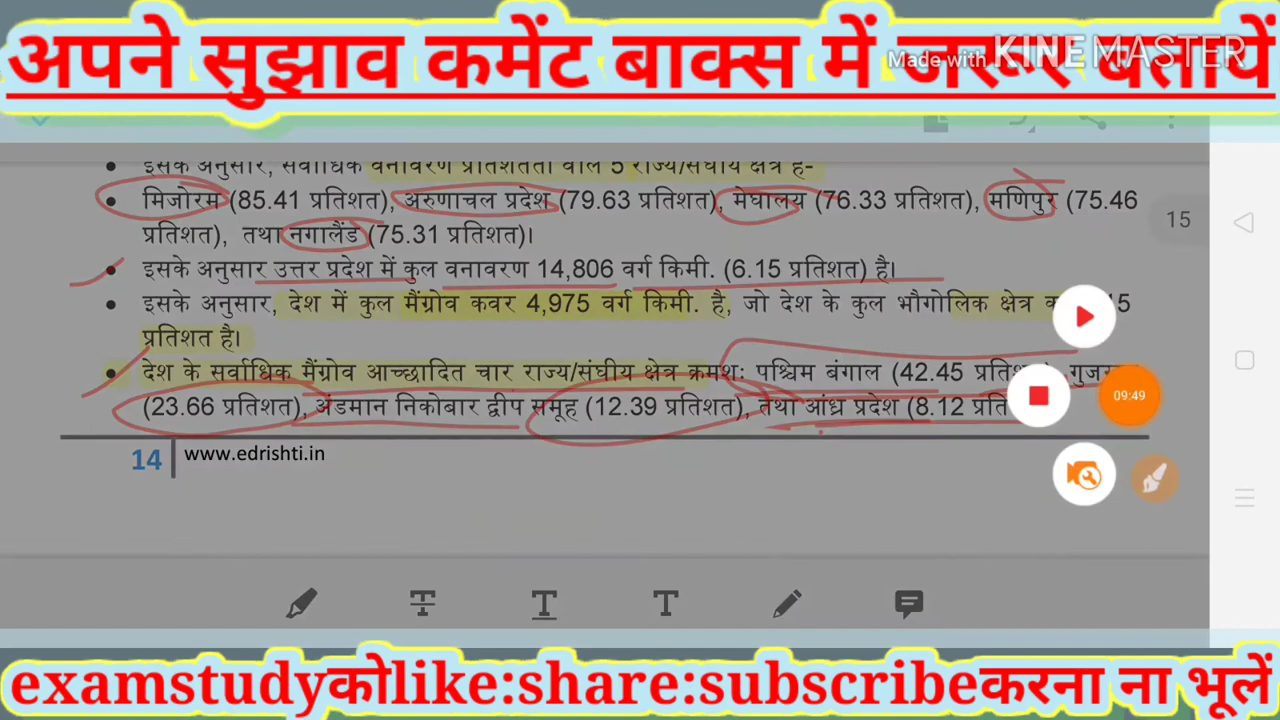 अपने सुझाव कमेंट बाक्स में जरूर बतायें
Made with KINEMASTER
इसके अनुसार, सर्वाधिक वनावरण प्रतिशतता वाले 5 राज्य/संघीय क्षेत्र हैं-
मिजोरम (85.41 प्रतिशत), अरुणाचल प्रदेश (79.63 प्रतिशत), मेघालय (76.33 प्रतिशत), मणिपुर (75.46
प्रतिशत), तथा नगालैंड (75.31 प्रतिशत)।
15
इसके अनुसार उत्तर प्रदेश में कुल वनावरण 14,806 वर्ग किमी. (6.15 प्रतिशत) है।
इसके अनुसार, देश में कुल मैंग्रोव कवर 4,975 वर्ग किमी. है, जो देश के कुल भौगोलिक क्षेत्र
प्रतिशत है।
देश के सर्वाधिक मैंग्रोव आच्छादित चार राज्य/संघीय क्षेत्र क्रमशः पश्चिम बंगाल (42.45
(23.66 प्रतिशत), अंडमान निकोबार द्वीप समूह (12.39 प्रतिशत), तथा आंध्र प्रदेश (8.12
09:49
14 www.edrishti.in
T T T
examstudyकोlike:share:subscribeकरना ना भूलें